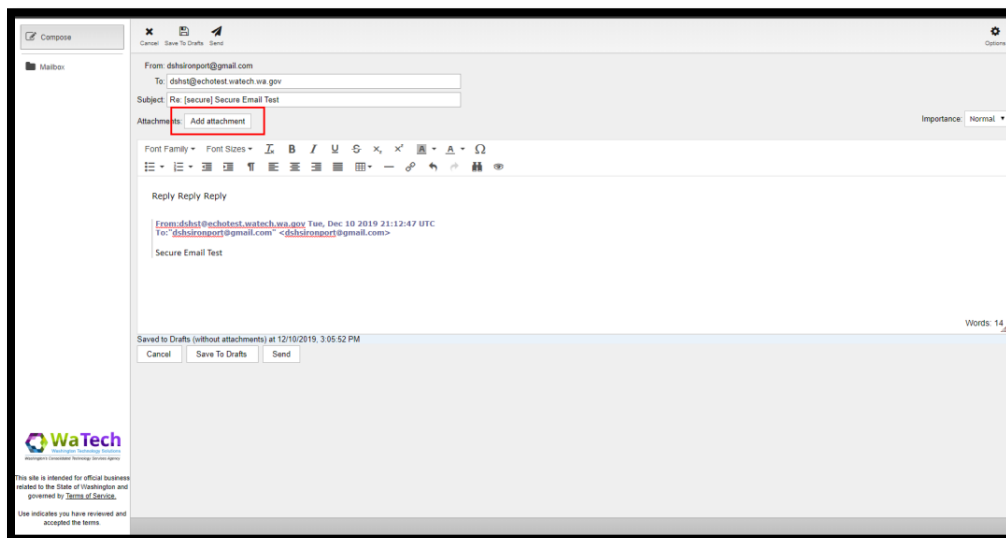 Compose
Mailbox
Cancel Save To Drafts Send
Options
From: dshsironport@gmail.com
To: dshst@echotest.watech.wa.gov
Subject: Re: [secure] Secure Email Test
Attachments: Add attachment
Importance: Normal
Font Family Font Sizes
Reply Reply Reply
From:dshst@echotest.watech.wa.gov Tue, Dec 10 2019 21:12:47 UTC
To:"dshsironport@gmail.com" <dshsironport@gmail.com>
Secure Email Test
Words: 14
Saved to Drafts (without attachments) at 12/10/2019, 3:05:52 PM
Cancel Save To Drafts Send
WaTech
Washington Technology Solutions
Washington's Consolidated Technology Services Agency
This site is intended for official business
related to the State of Washington and
governed by Terms of Service.
Use indicates you have reviewed and
accepted the terms.